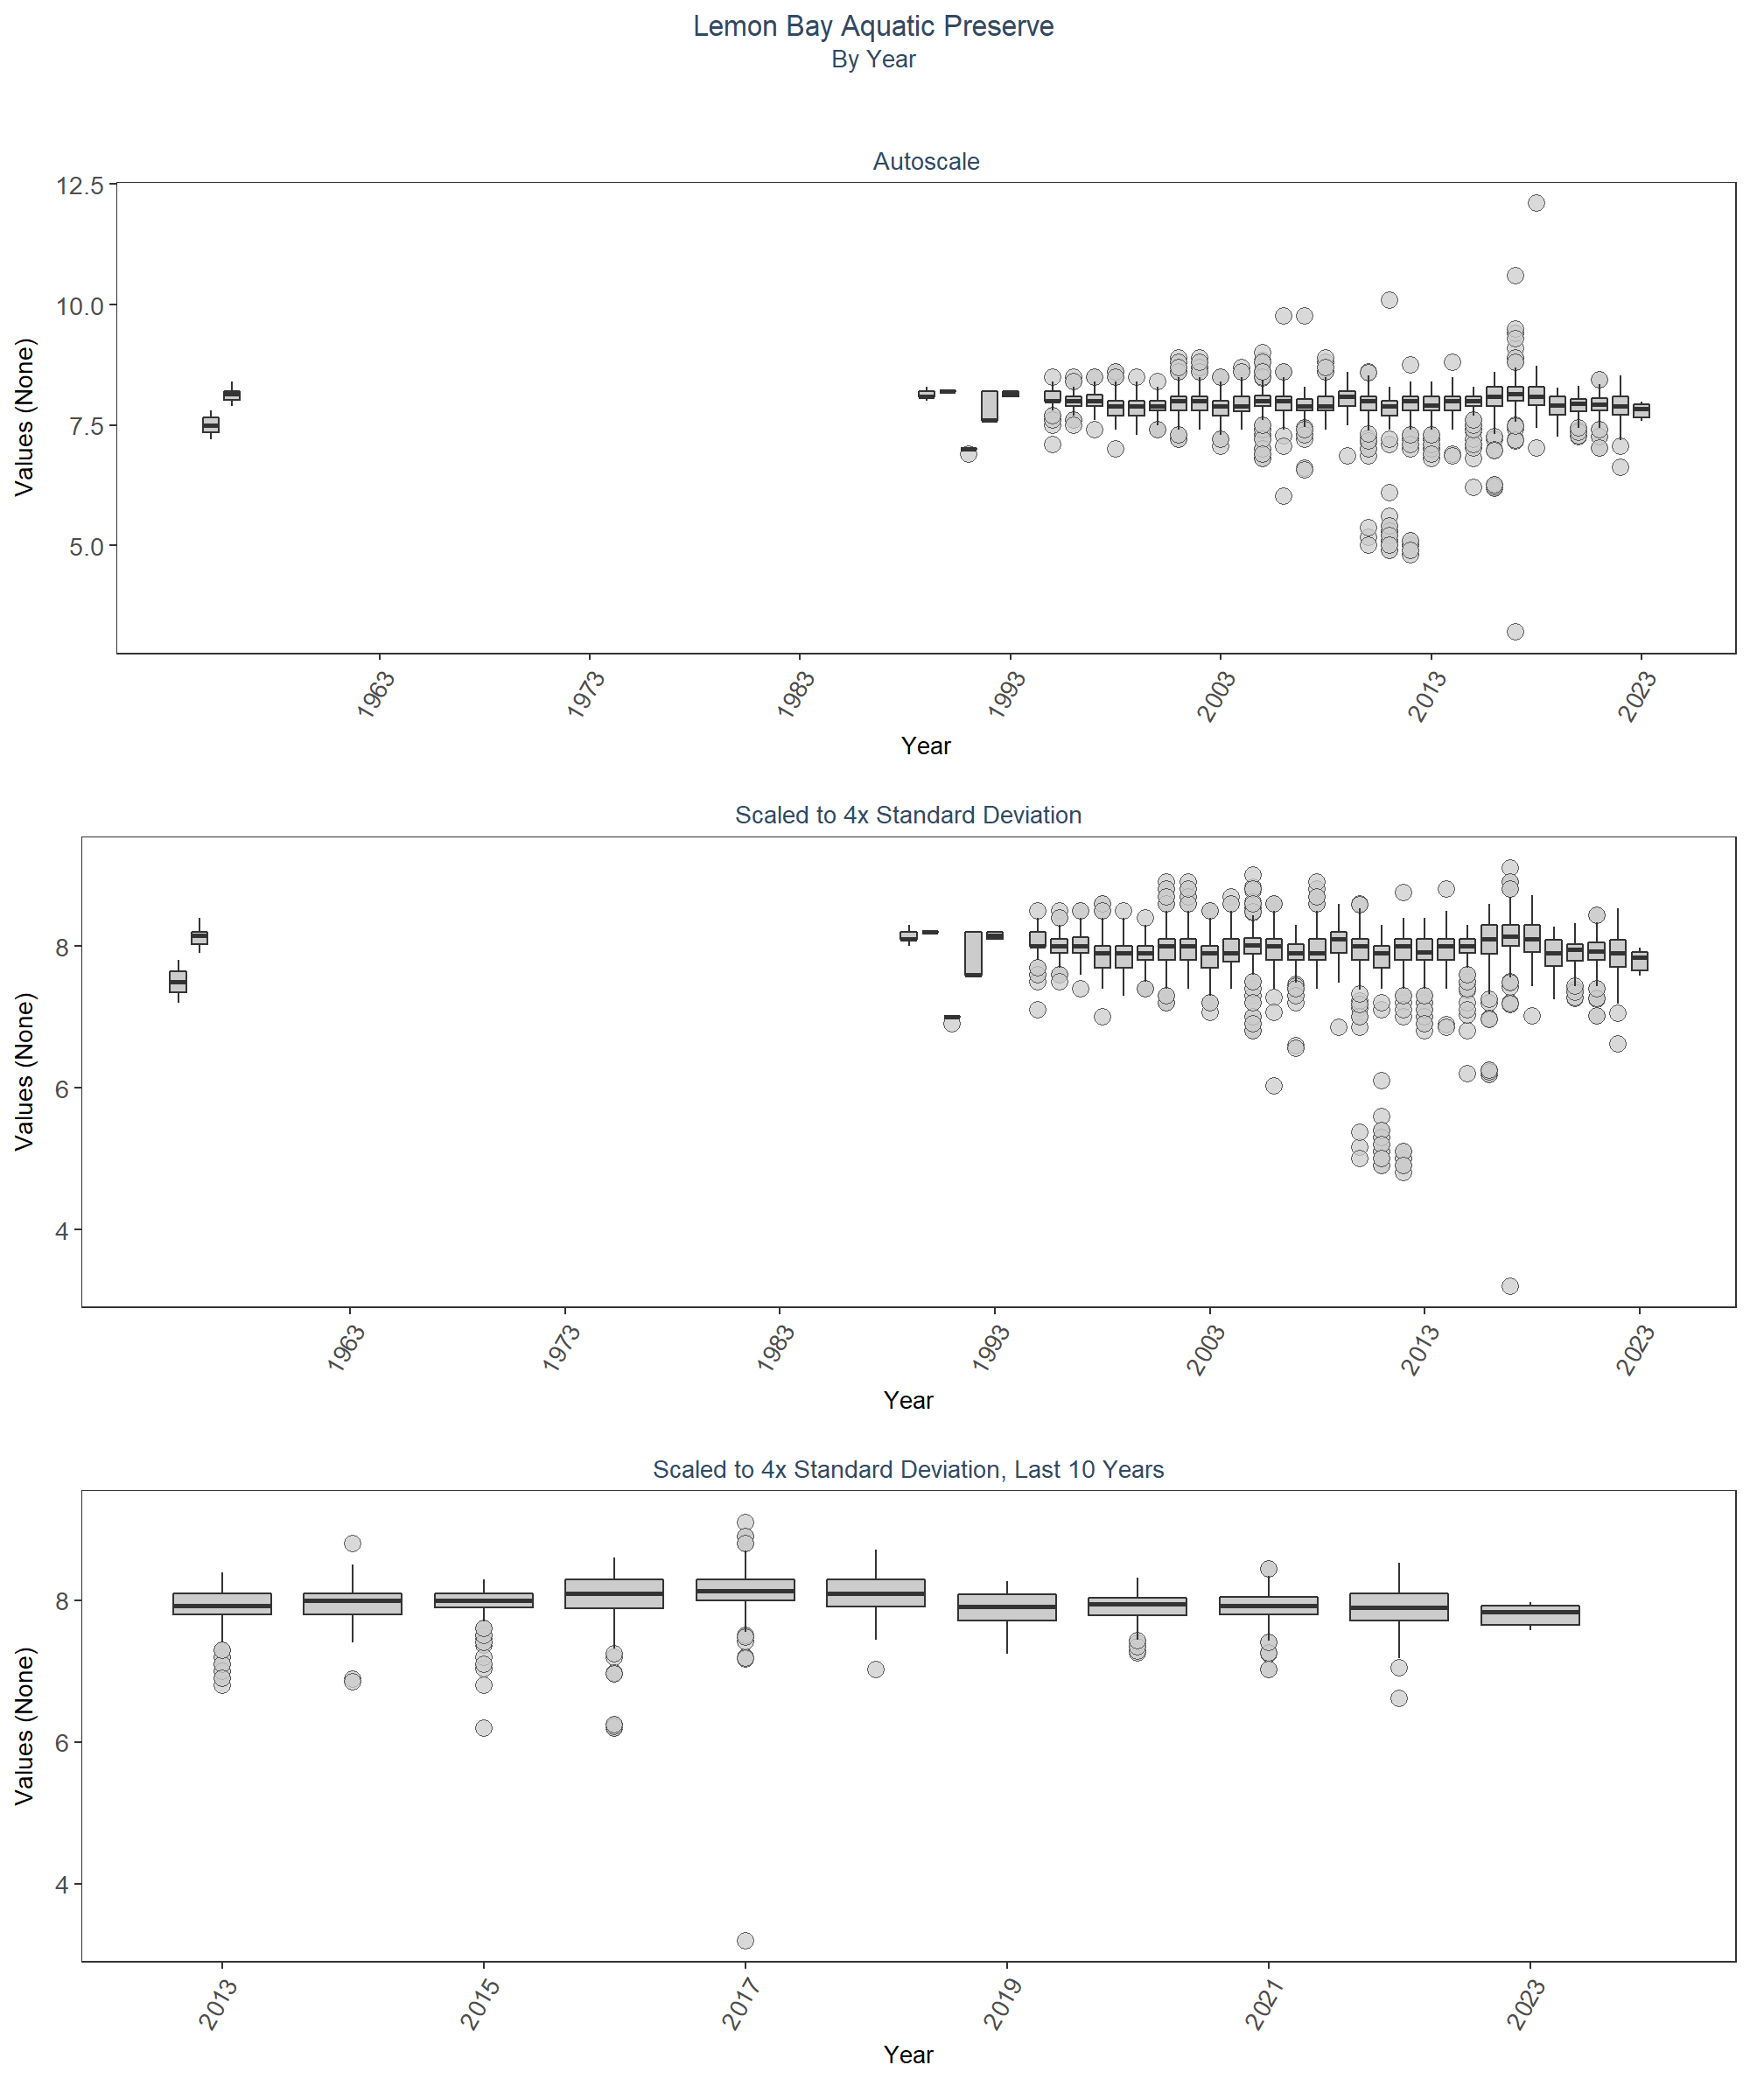 Lemon Bay Aquatic Preserve
By Year
Autoscale
12.5
10.0
7.5
5.0
Values (None)
1963
1973
1983
1993
2003
2013
2023
Year
Scaled to 4x Standard Deviation
8
6
4
Values (None)
1963
1973
1983
1993
2003
2013
2023
Year
Scaled to 4x Standard Deviation, Last 10 Years
8
6
4
Values (None)
2013
2015
2017
2019
2021
2023
Year